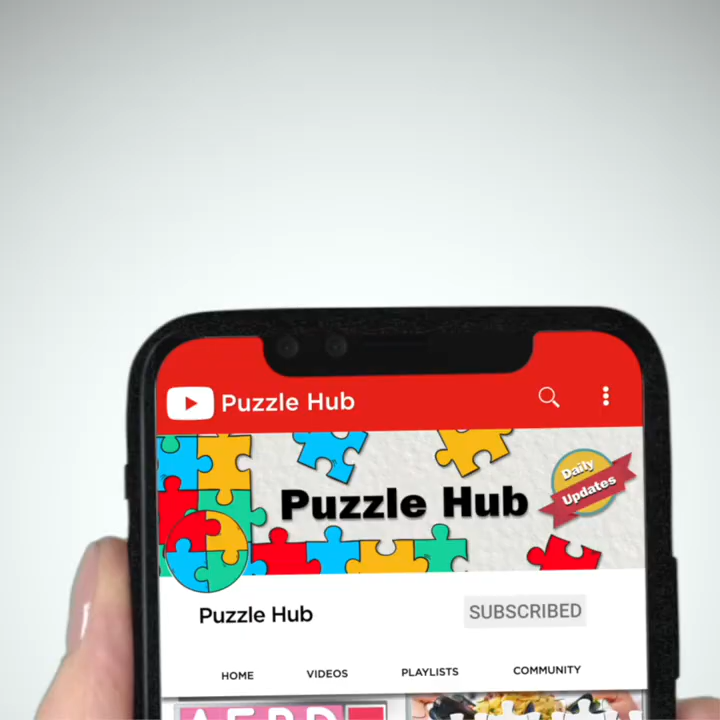 Puzzle Hub
Puzzle Hub
Daily
Updates
Puzzle Hub
SUBSCRIBED
HOME VIDEOS PLAYLISTS COMMUNITY